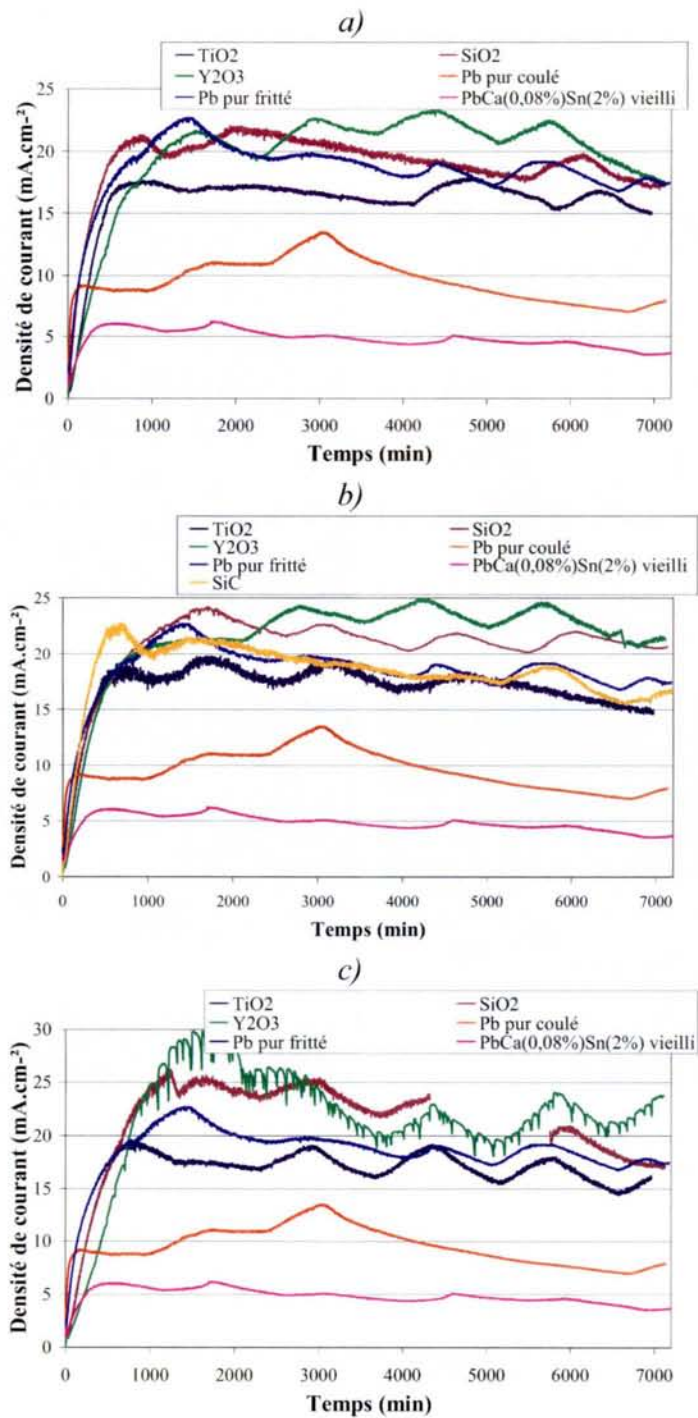 a)
TiO2 SiO2
Y2O3 Pb pur coulé
Pb pur fritté PbCa(0,08%)Sn(2%) vieilli
Densité de courant (mA.cm-²)
25
20
15
10
5
0
0 1000 2000 3000 4000 5000 6000 7000
Temps (min)
b)
TiO2 SiO2
Y2O3 Pb pur coulé
Pb pur fritté PbCa(0,08%)Sn(2%) vieilli
SiC
Densité de courant (mA.cm-²)
25
20
15
10
5
0
0 1000 2000 3000 4000 5000 6000 7000
Temps (min)
c)
TiO2 SiO2
Y2O3 Pb pur coulé
Pb pur fritté PbCa(0,08%)Sn(2%) vieilli
Densité de courant (mA.cm-²)
30
25
20
15
10
5
0
0 1000 2000 3000 4000 5000 6000 7000
Temps (min)